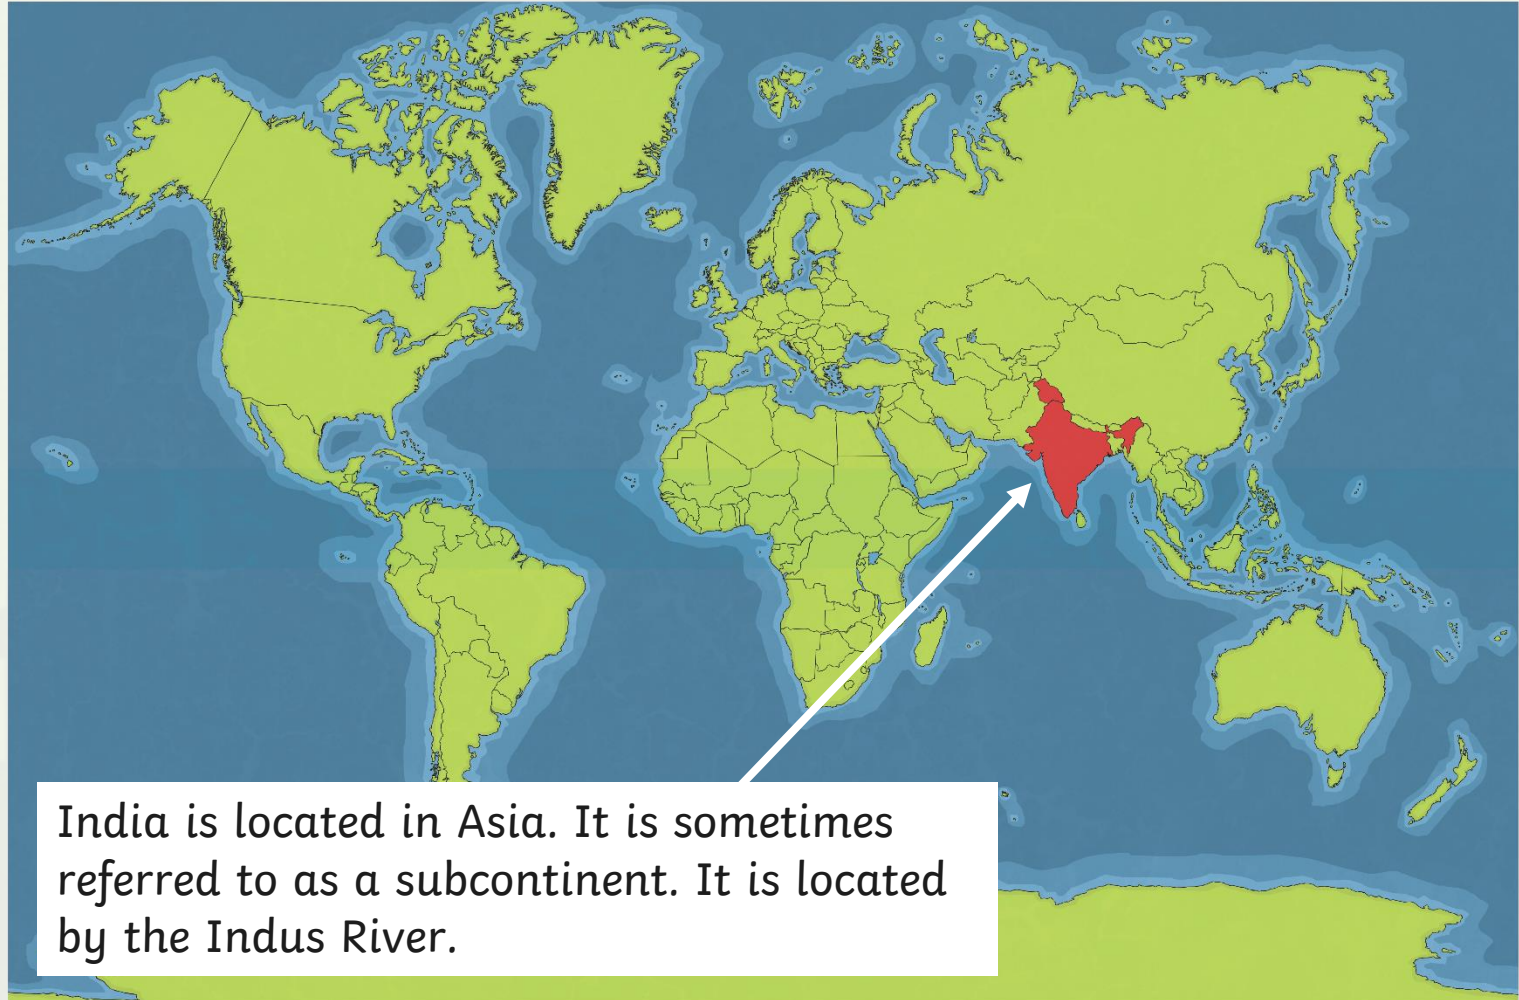 India is located in Asia. It is sometimes
referred to as a subcontinent. It is located
by the Indus River.